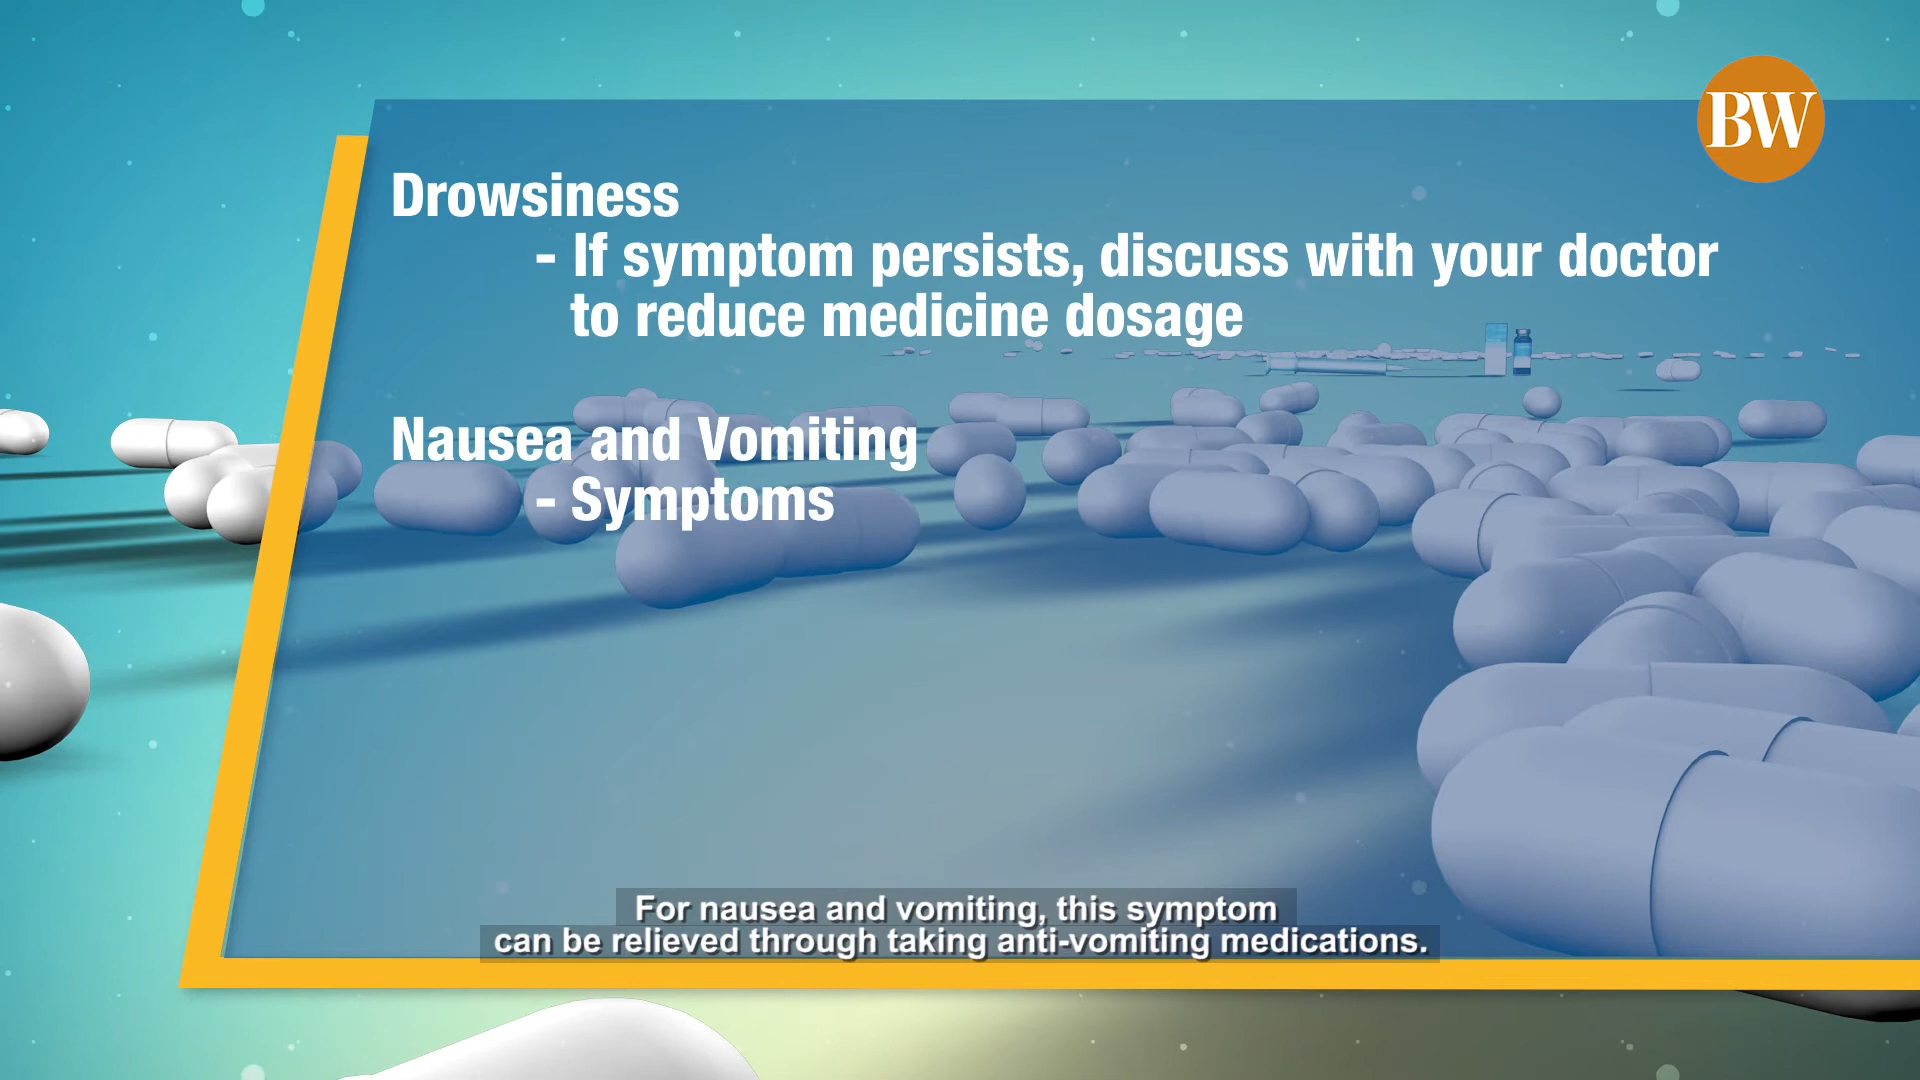 BW
Drowsiness
- If symptom persists, discuss with your doctor
to reduce medicine dosage
Nausea and Vomiting
- Symptoms
For nausea and vomiting, this symptom
can be relieved through taking anti-vomiting medications.